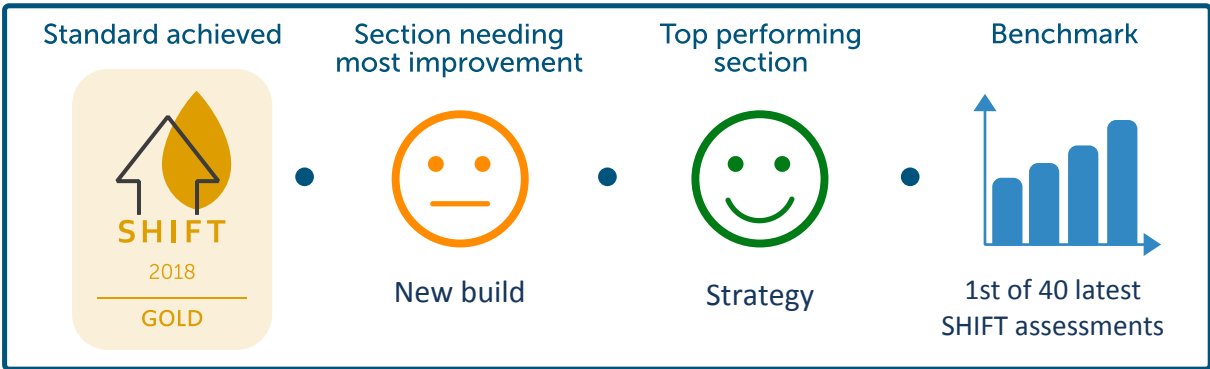 Standard achieved
SHIFT
2018
GOLD
Section needing
most improvement
New build
Top performing
section
Strategy
Benchmark
1st of 40 latest
SHIFT assessments